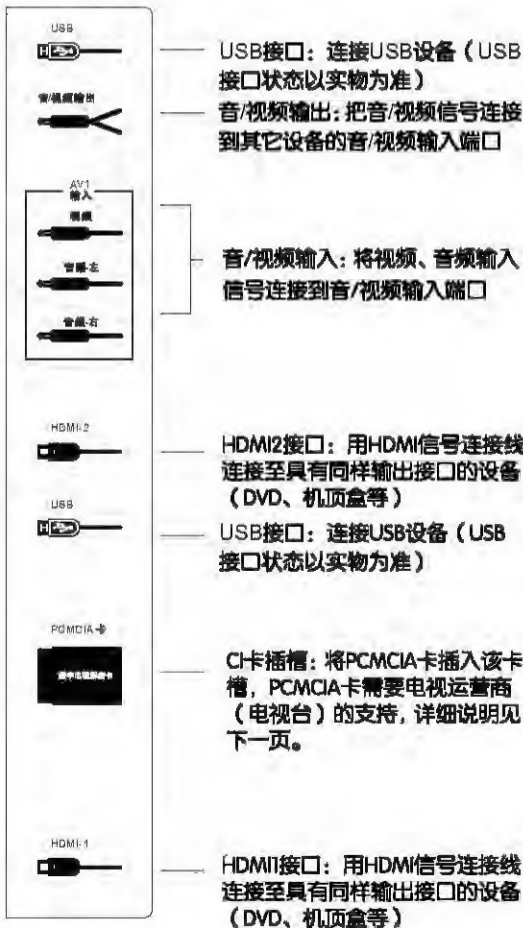 USB
USB接口：连接USB设备（USB
接口状态以实物为准）
音/视频输出
音/视频输出：把音/视频信号连接
到其它设备的音/视频输入端口
AV1
输入
视频
音频-左
音频-右
音/视频输入：将视频、音频输入
信号连接到音/视频输入端口
HDMI-2
HDMI2接口：用HDMI信号连接线
连接至具有同样输出接口的设备
（DVD、机顶盒等）
USB
USB接口：连接USB设备（USB
接口状态以实物为准）
PCMCIA卡
CI卡插槽：将PCMCIA卡插入该卡
槽，PCMCIA卡需要电视运营商
（电视台）的支持，详细说明见
下一页。
HDMI-1
HDMI1接口：用HDMI信号连接线
连接至具有同样输出接口的设备
（DVD、机顶盒等）